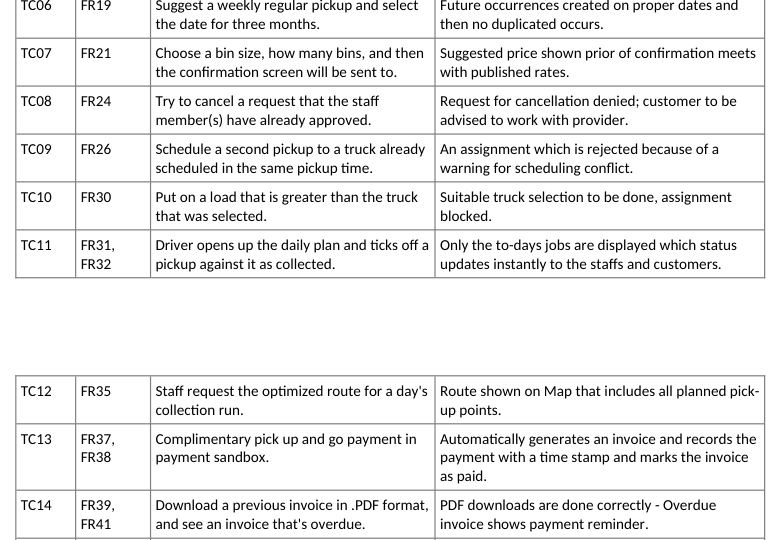 TC06 FR19 Suggest a weekly regular pickup and select Future occurrences created on proper dates and
the date for three months. then no duplicated occurs.
TC07 FR21 Choose a bin size, how many bins, and then Suggested price shown prior of confirmation meets
the confirmation screen will be sent to. with published rates.
TC08 FR24 Try to cancel a request that the staff Request for cancellation denied; customer to be
member(s) have already approved. advised to work with provider.
TC09 FR26 Schedule a second pickup to a truck already An assignment which is rejected because of a
scheduled in the same pickup time. warning for scheduling conflict.
TC10 FR30 Put on a load that is greater than the truck Suitable truck selection to be done, assignment
that was selected. blocked.
TC11 FR31, Driver opens up the daily plan and ticks off a Only the to-days jobs are displayed which status
FR32 pickup against it as collected. updates instantly to the staffs and customers.
TC12 FR35 Staff request the optimized route for a day's Route shown on Map that includes all planned pick-
collection run. up points.
TC13 FR37, Complimentary pick up and go payment in Automatically generates an invoice and records the
FR38 payment sandbox. payment with a time stamp and marks the invoice
as paid.
TC14 FR39, Download a previous invoice in .PDF format, PDF downloads are done correctly - Overdue
FR41 and see an invoice that's overdue. invoice shows payment reminder.